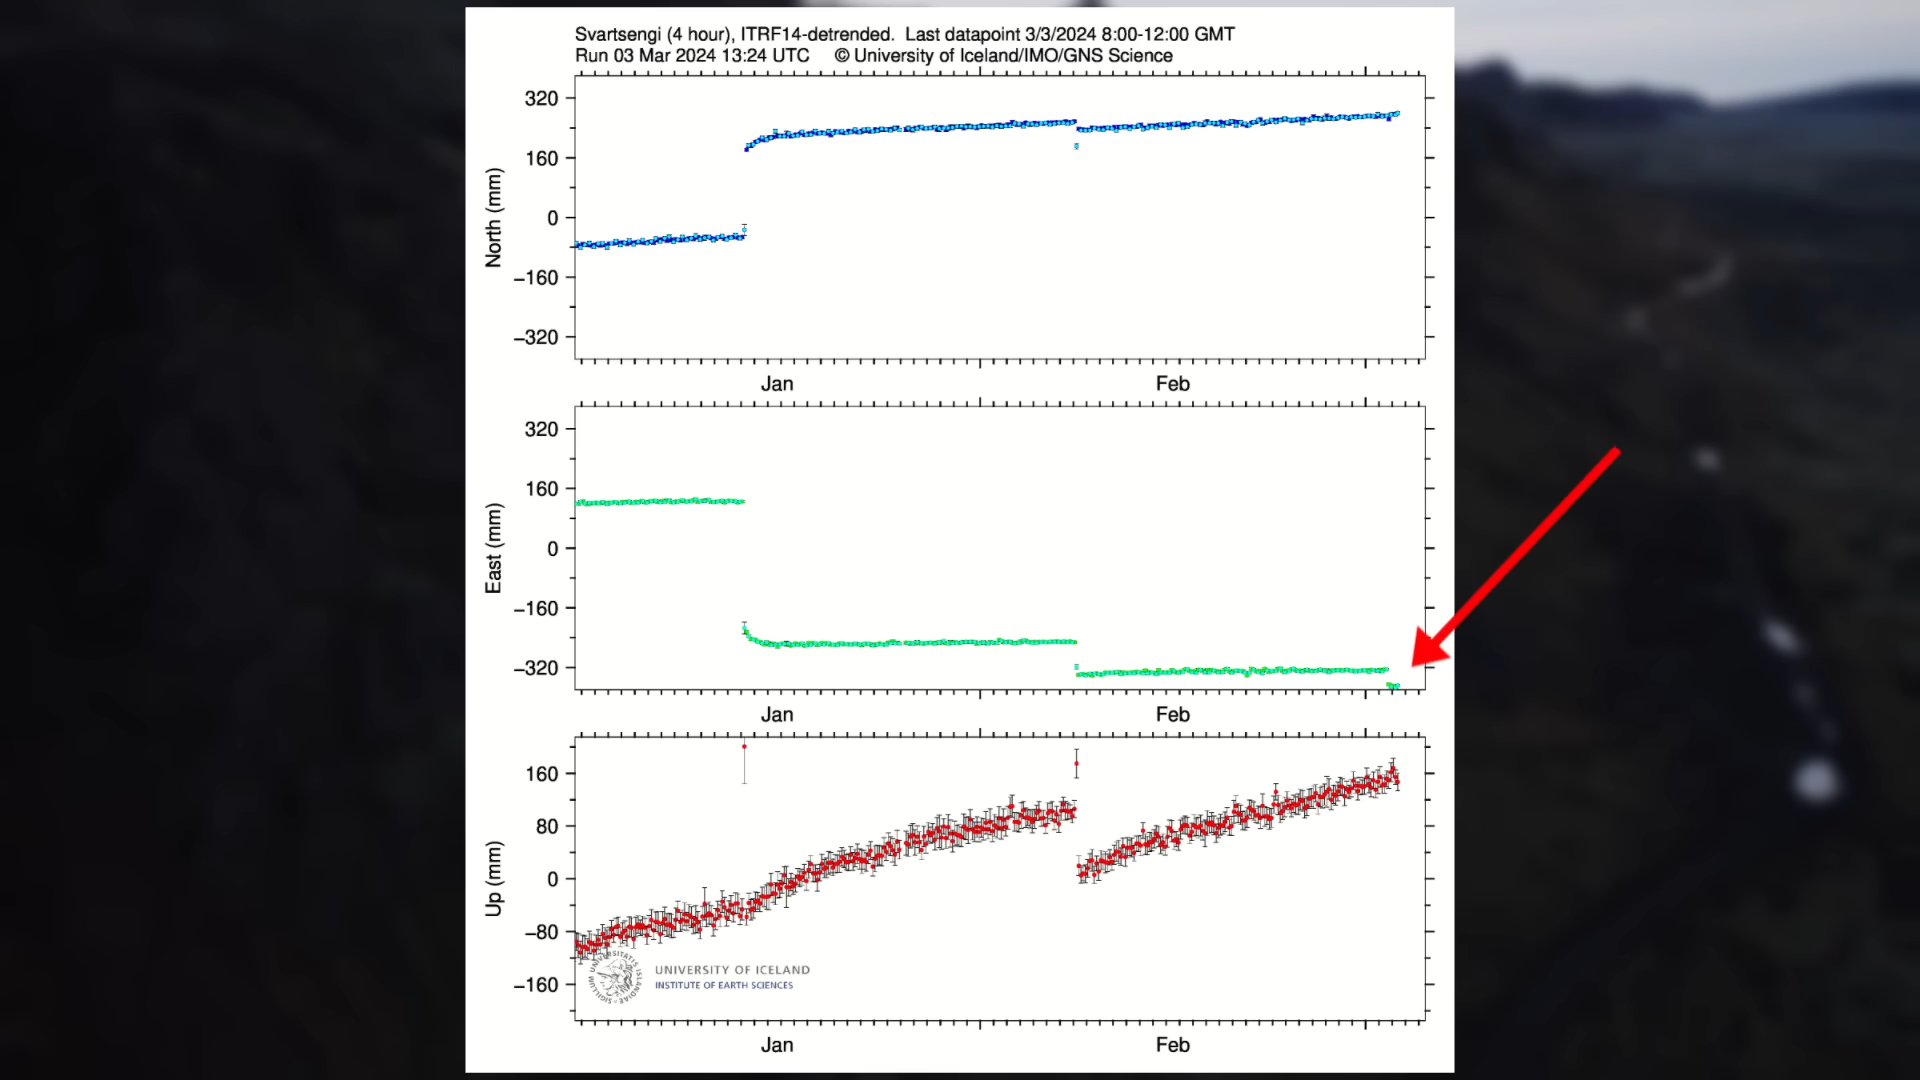 Svartsengi (4 hour), ITRF14-detrended.  Last datapoint 3/3/2024 8:00-12:00 GMT
Run 03 Mar 2024 13:24 UTC   © University of Iceland/IMO/GNS Science
North (mm)
320
160
0
−160
−320
Jan Feb
East (mm)
320
160
0
−160
−320
Jan Feb
Up (mm)
160
80
0
−80
−160
UNIVERSITY OF ICELAND
INSTITUTE OF EARTH SCIENCES
Jan Feb